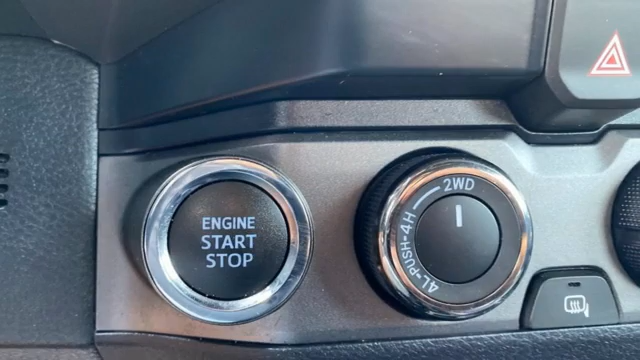 ENGINE
START
STOP
2WD
4L-PUSH-4H